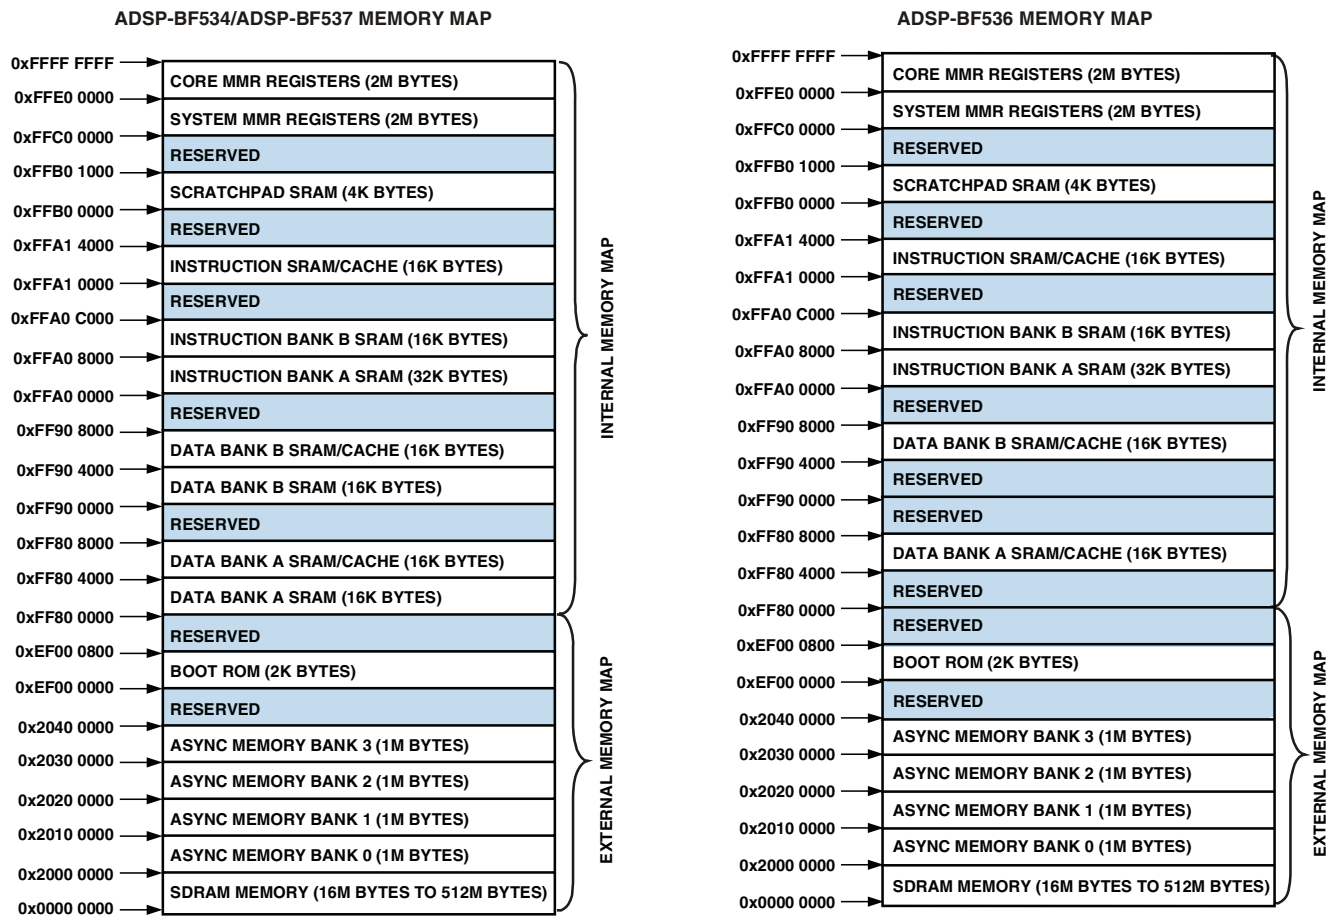 ADSP-BF534/ADSP-BF537 MEMORY MAP
0xFFFF FFFF
CORE MMR REGISTERS (2M BYTES)
0xFFE0 0000
SYSTEM MMR REGISTERS (2M BYTES)
0xFFC0 0000
RESERVED
0xFFB0 1000
SCRATCHPAD SRAM (4K BYTES)
0xFFB0 0000
RESERVED
0xFFA1 4000
INSTRUCTION SRAM/CACHE (16K BYTES)
0xFFA1 0000
RESERVED
0xFFA0 C000
INSTRUCTION BANK B SRAM (16K BYTES)
0xFFA0 8000
INSTRUCTION BANK A SRAM (32K BYTES)
0xFFA0 0000
RESERVED
0xFF90 8000
DATA BANK B SRAM/CACHE (16K BYTES)
0xFF90 4000
DATA BANK B SRAM (16K BYTES)
0xFF90 0000
RESERVED
0xFF80 8000
DATA BANK A SRAM/CACHE (16K BYTES)
0xFF80 4000
DATA BANK A SRAM (16K BYTES)
0xFF80 0000
RESERVED
0xEF00 0800
BOOT ROM (2K BYTES)
0xEF00 0000
RESERVED
0x2040 0000
ASYNC MEMORY BANK 3 (1M BYTES)
0x2030 0000
ASYNC MEMORY BANK 2 (1M BYTES)
0x2020 0000
ASYNC MEMORY BANK 1 (1M BYTES)
0x2010 0000
ASYNC MEMORY BANK 0 (1M BYTES)
0x2000 0000
SDRAM MEMORY (16M BYTES TO 512M BYTES)
0x0000 0000
INTERNAL MEMORY MAP
EXTERNAL MEMORY MAP
ADSP-BF536 MEMORY MAP
0xFFFF FFFF
CORE MMR REGISTERS (2M BYTES)
0xFFE0 0000
SYSTEM MMR REGISTERS (2M BYTES)
0xFFC0 0000
RESERVED
0xFFB0 1000
SCRATCHPAD SRAM (4K BYTES)
0xFFB0 0000
RESERVED
0xFFA1 4000
INSTRUCTION SRAM/CACHE (16K BYTES)
0xFFA1 0000
RESERVED
0xFFA0 C000
INSTRUCTION BANK B SRAM (16K BYTES)
0xFFA0 8000
INSTRUCTION BANK A SRAM (32K BYTES)
0xFFA0 0000
RESERVED
0xFF90 8000
DATA BANK B SRAM/CACHE (16K BYTES)
0xFF90 4000
RESERVED
0xFF90 0000
RESERVED
0xFF80 8000
DATA BANK A SRAM/CACHE (16K BYTES)
0xFF80 4000
RESERVED
0xFF80 0000
RESERVED
0xEF00 0800
BOOT ROM (2K BYTES)
0xEF00 0000
RESERVED
0x2040 0000
ASYNC MEMORY BANK 3 (1M BYTES)
0x2030 0000
ASYNC MEMORY BANK 2 (1M BYTES)
0x2020 0000
ASYNC MEMORY BANK 1 (1M BYTES)
0x2010 0000
ASYNC MEMORY BANK 0 (1M BYTES)
0x2000 0000
SDRAM MEMORY (16M BYTES TO 512M BYTES)
0x0000 0000
INTERNAL MEMORY MAP
EXTERNAL MEMORY MAP